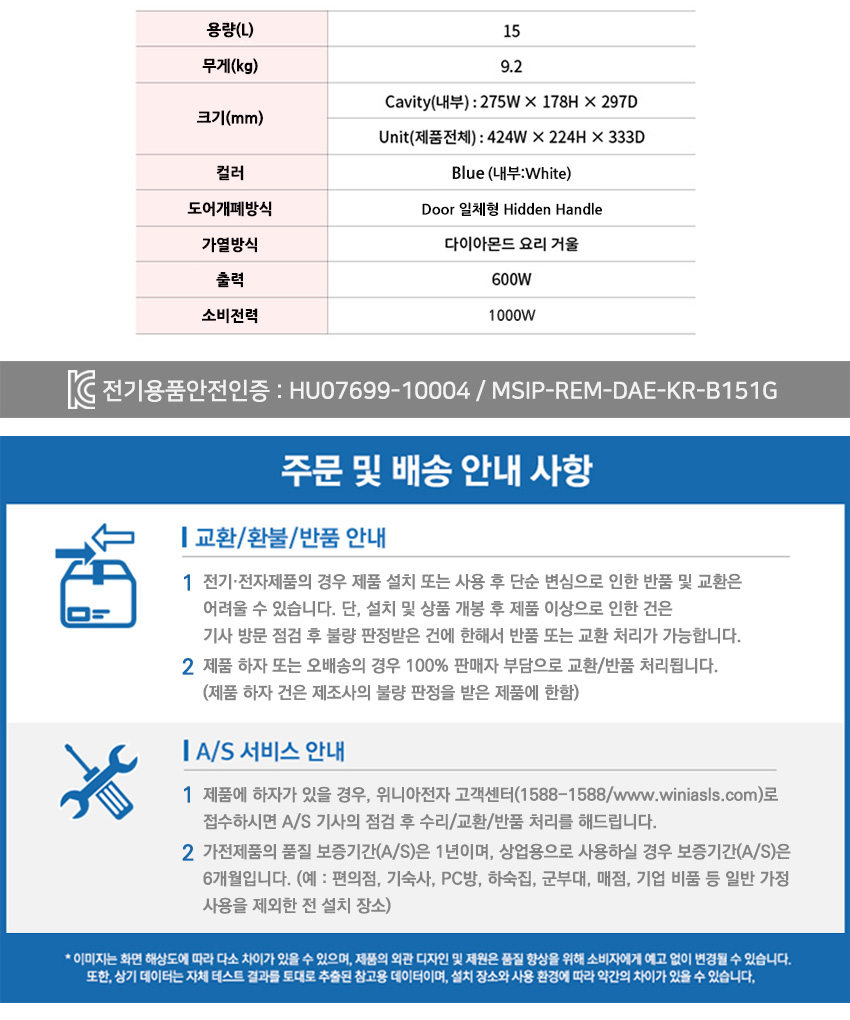 용량(L) 15
무게(kg) 9.2
크기(mm)
Cavity(내부) : 275W × 178H × 297D
Unit(제품전체) : 424W × 224H × 333D
컬러 Blue (내부:White)
도어개폐방식 Door 일체형 Hidden Handle
가열방식 다이아몬드 요리 거울
출력 600W
소비전력 1000W
전기용품안전인증 : HU07699-10004 / MSIP-REM-DAE-KR-B151G
주문 및 배송 안내 사항
교환/환불/반품 안내
1 전기·전자제품의 경우 제품 설치 또는 사용 후 단순 변심으로 인한 반품 및 교환은
어려울 수 있습니다. 단, 설치 및 상품 개봉 후 제품 이상으로 인한 건은
기사 방문 점검 후 불량 판정받은 건에 한해서 반품 또는 교환 처리가 가능합니다.
2 제품 하자 또는 오배송의 경우 100% 판매자 부담으로 교환/반품 처리됩니다.
(제품 하자 건은 제조사의 불량 판정을 받은 제품에 한함)
A/S 서비스 안내
1 제품에 하자가 있을 경우, 위니아전자 고객센터(1588-1588/www.winiasls.com)로
접수하시면 A/S 기사의 점검 후 수리/교환/반품 처리를 해드립니다.
2 가전제품의 품질 보증기간(A/S)은 1년이며, 상업용으로 사용하실 경우 보증기간(A/S)은
6개월입니다. (예 : 편의점, 기숙사, PC방, 하숙집, 군부대, 매점, 기업 비품 등 일반 가정
사용을 제외한 전 설치 장소)
* 이미지는 화면 해상도에 따라 다소 차이가 있을 수 있으며, 제품의 외관 디자인 및 제원은 품질 향상을 위해 소비자에게 예고 없이 변경될 수 있습니다.
또한, 상기 데이터는 자체 테스트 결과를 토대로 추출된 참고용 데이터이며, 설치 장소와 사용 환경에 따라 약간의 차이가 있을 수 있습니다.